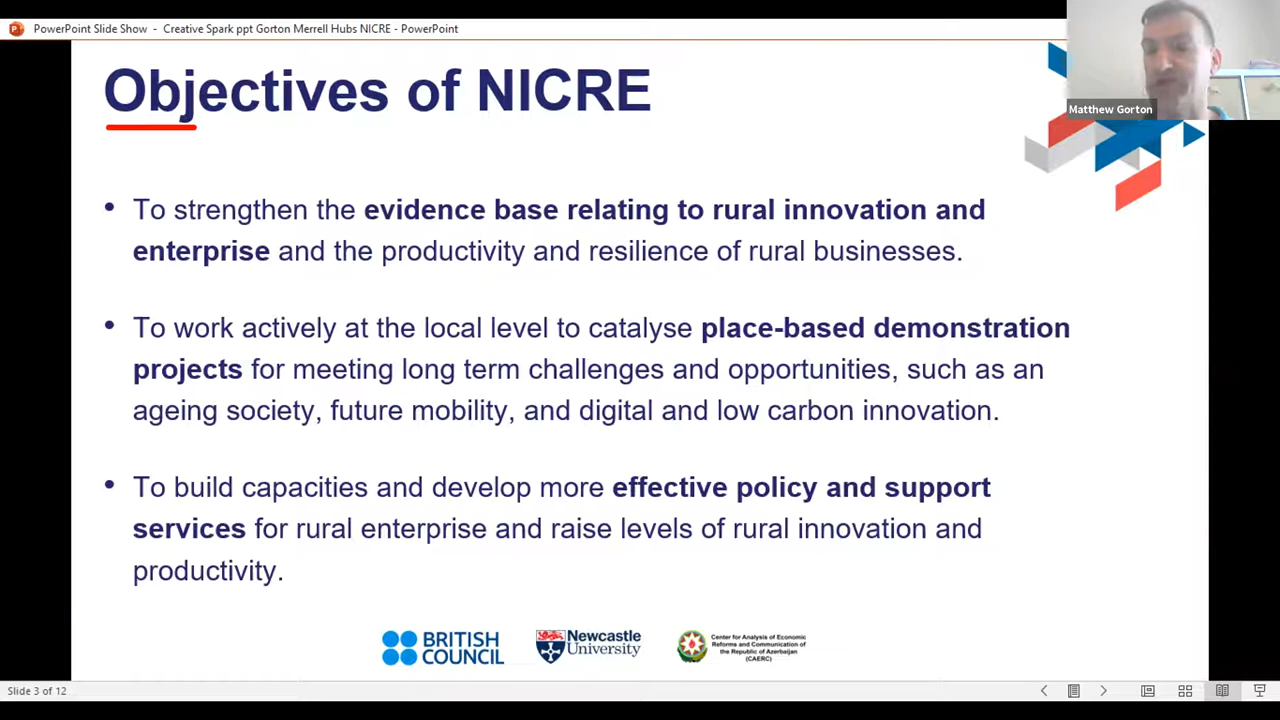 PowerPoint Slide Show - Creative Spark ppt Gorton Merrell Hubs NICRE - PowerPoint
Matthew Gorton
Objectives of NICRE
• To strengthen the evidence base relating to rural innovation and
enterprise and the productivity and resilience of rural businesses.
• To work actively at the local level to catalyse place-based demonstration
projects for meeting long term challenges and opportunities, such as an
ageing society, future mobility, and digital and low carbon innovation.
• To build capacities and develop more effective policy and support
services for rural enterprise and raise levels of rural innovation and
productivity.
BRITISH
COUNCIL
Newcastle
University
Center for Analysis of Economic
Reforms and Communication of
the Republic of Azerbaijan
(CAERC)
Slide 3 of 12